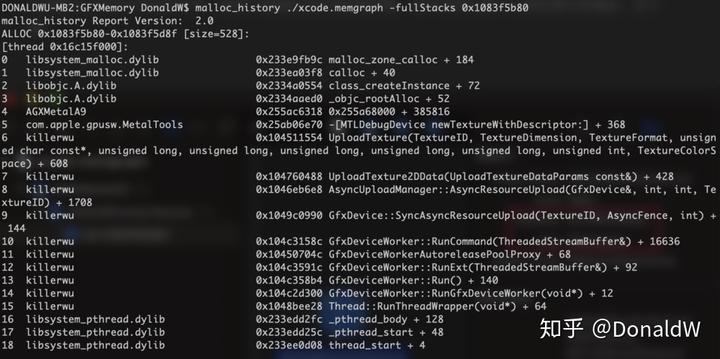 DONALDWU-MB2:GFXMemory DonaldW$ malloc_history ./xcode.memgraph -fullStacks 0x1083f5b80
malloc_history Report Version:  2.0
ALLOC 0x1083f5b80-0x1083f5d8f [size=528]:
[thread 0x16c15f000]:
0   libsystem_malloc.dylib             0x233e9fb9c malloc_zone_calloc + 184
1   libsystem_malloc.dylib             0x233ea03f8 calloc + 40
2   libobjc.A.dylib                    0x2334a0554 class_createInstance + 72
3   libobjc.A.dylib                    0x2334aaed0 _objc_rootAlloc + 52
4   AGXMetalA9                         0x255ac6318 0x255a68000 + 385816
5   com.apple.gpusw.MetalTools         0x25ab06e70 -[MTLDebugDevice newTextureWithDescriptor:] + 368
6   killerwu                           0x104511554 UploadTexture(TextureID, TextureDimension, TextureFormat, unsign
ed char const*, unsigned long, unsigned long, unsigned long, unsigned long, unsigned int, TextureColorS
pace) + 608
7   killerwu                           0x104760488 UploadTexture2DData(UploadTextureDataParams const&) + 428
8   killerwu                           0x1046eb6e8 AsyncUploadManager::AsyncResourceUpload(GfxDevice&, int, int, Te
xtureID) + 1708
9   killerwu                           0x1049c0990 GfxDevice::SyncAsyncResourceUpload(TextureID, AsyncFence, int) +
 144
10  killerwu                           0x104c3158c GfxDeviceWorker::RunCommand(ThreadedStreamBuffer&) + 16636
11  killerwu                           0x10450704c GfxDeviceWorkerAutoreleasePoolProxy + 68
12  killerwu                           0x104c3591c GfxDeviceWorker::RunExt(ThreadedStreamBuffer&) + 92
13  killerwu                           0x104c358b4 GfxDeviceWorker::Run() + 140
14  killerwu                           0x104c2d300 GfxDeviceWorker::RunGfxDeviceWorker(void*) + 12
15  killerwu                           0x1048bee28 Thread::RunThreadWrapper(void*) + 64
16  libsystem_pthread.dylib            0x233edd2fc _pthread_body + 128
17  libsystem_pthread.dylib            0x233edd25c _pthread_start + 48
18  libsystem_pthread.dylib            0x233ee0d08 thread_start + 4
知乎 @DonaldW